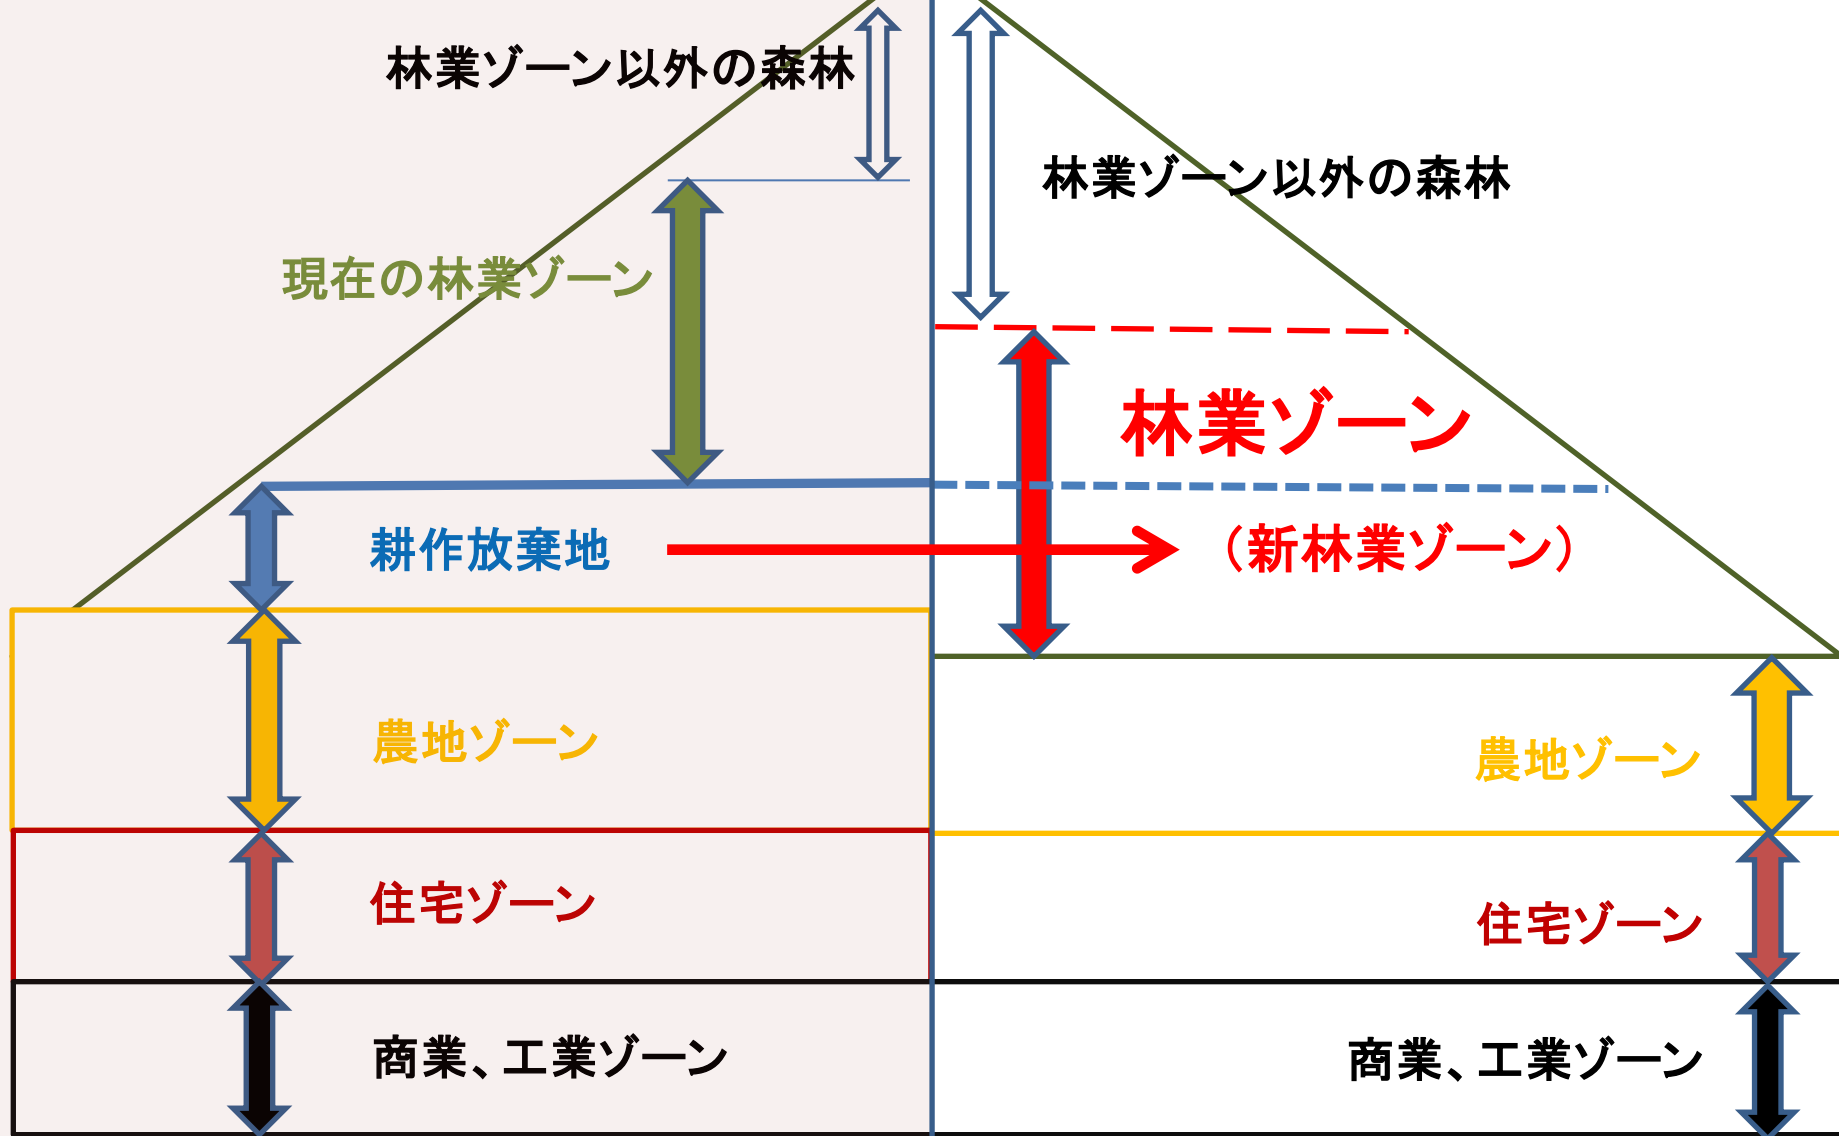 林業ゾーン以外の森林
現在の林業ゾーン
耕作放棄地
農地ゾーン
住宅ゾーン
商業、工業ゾーン
林業ゾーン以外の森林
林業ゾーン
（新林業ゾーン）
農地ゾーン
住宅ゾーン
商業、工業ゾーン